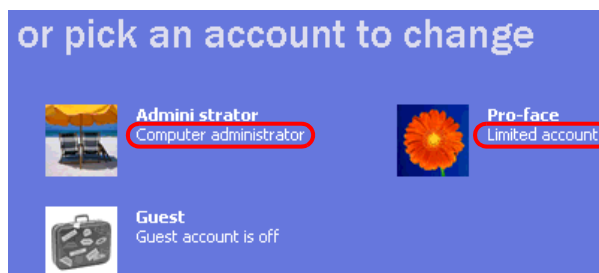 or pick an account to change
Admini strator
Computer administrator
Pro-face
Limited account
Guest
Guest account is off